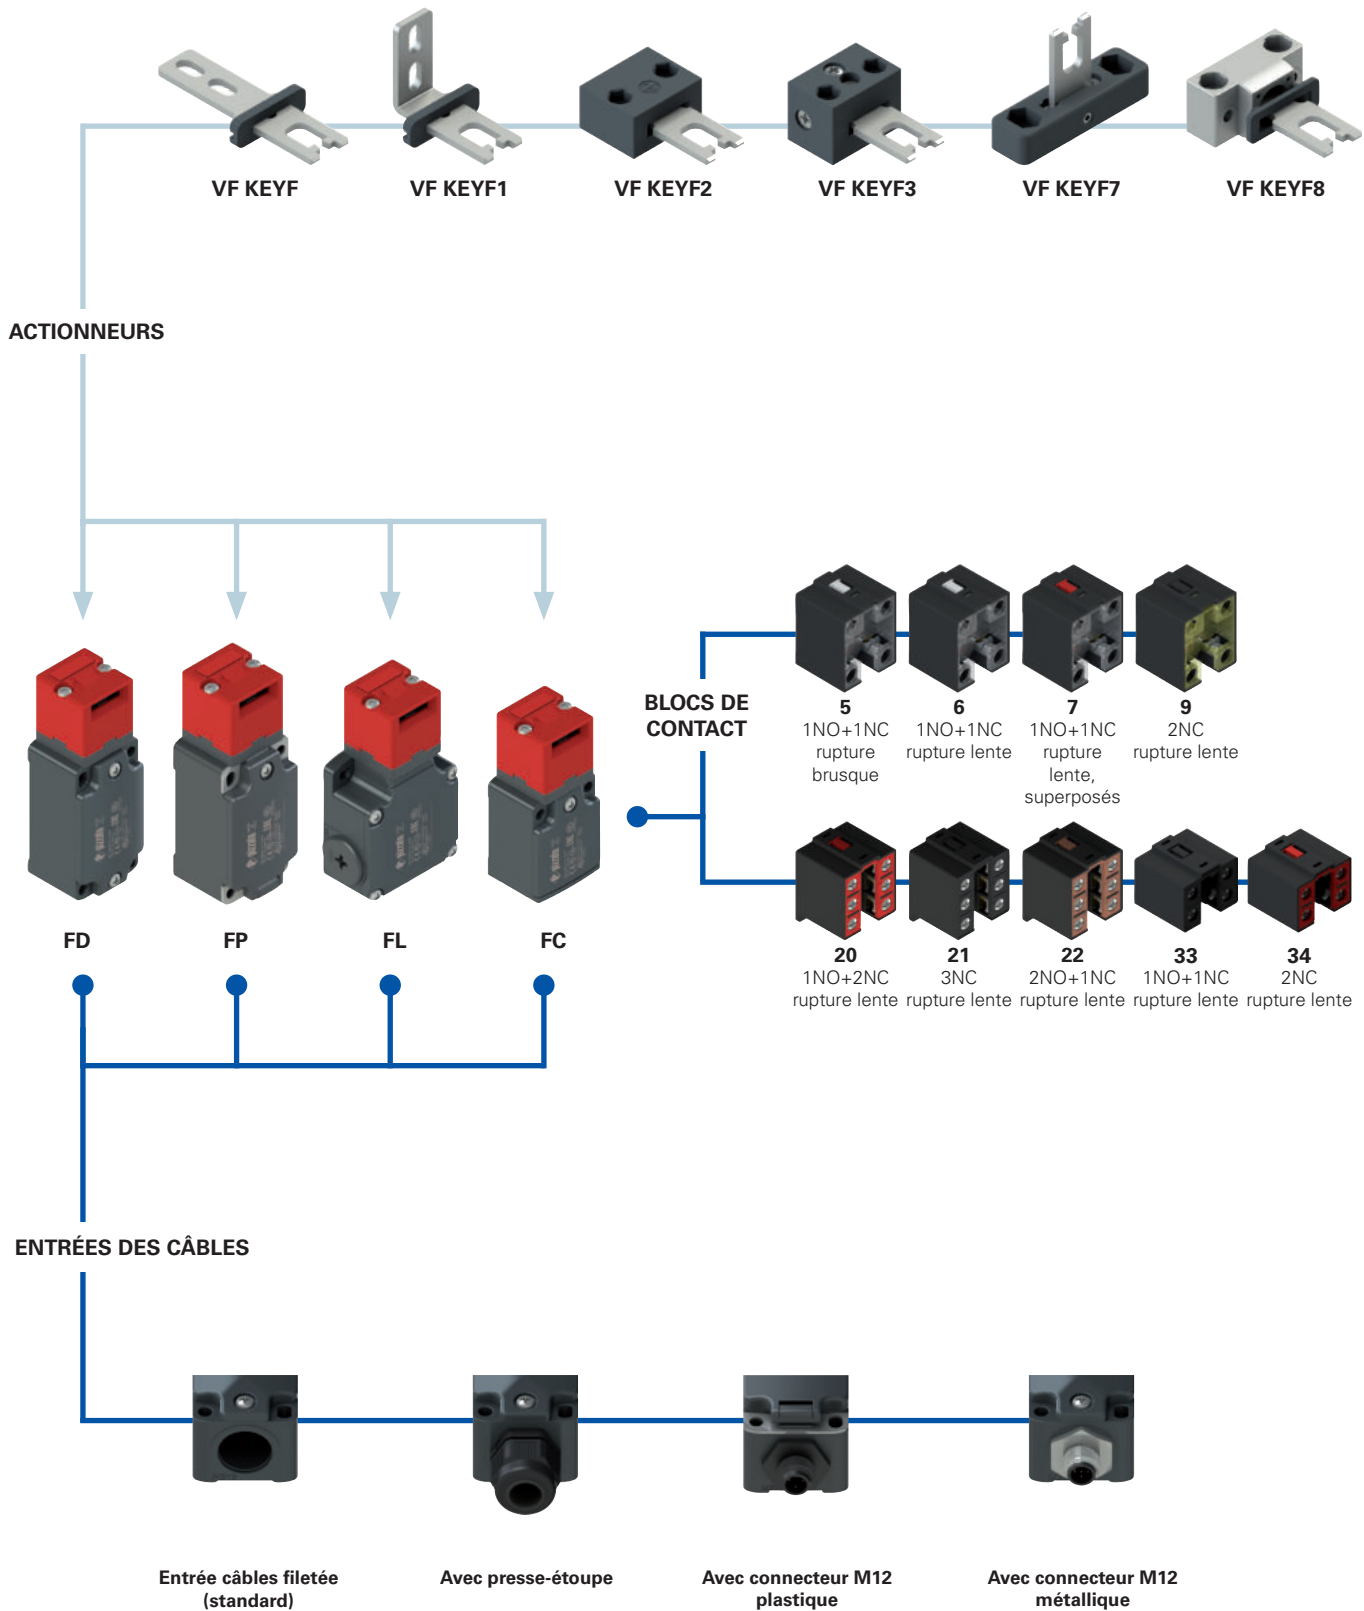 VF KEYF
VF KEYF1
VF KEYF2
VF KEYF3
VF KEYF7
VF KEYF8
ACTIONNEURS
BLOCS DE
CONTACT
5
1NO+1NC
rupture
brusque
6
1NO+1NC
rupture lente
7
1NO+1NC
rupture
lente,
superposés
9
2NC
rupture lente
20
1NO+2NC
rupture lente
21
3NC
rupture lente
22
2NO+1NC
rupture lente
33
1NO+1NC
rupture lente
34
2NC
rupture lente
pizzato
pizzato
pizzato
pizzato
FD
FP
FL
FC
ENTRÉES DES CÂBLES
Entrée câbles filetée
(standard)
Avec presse-étoupe
Avec connecteur M12
plastique
Avec connecteur M12
métallique